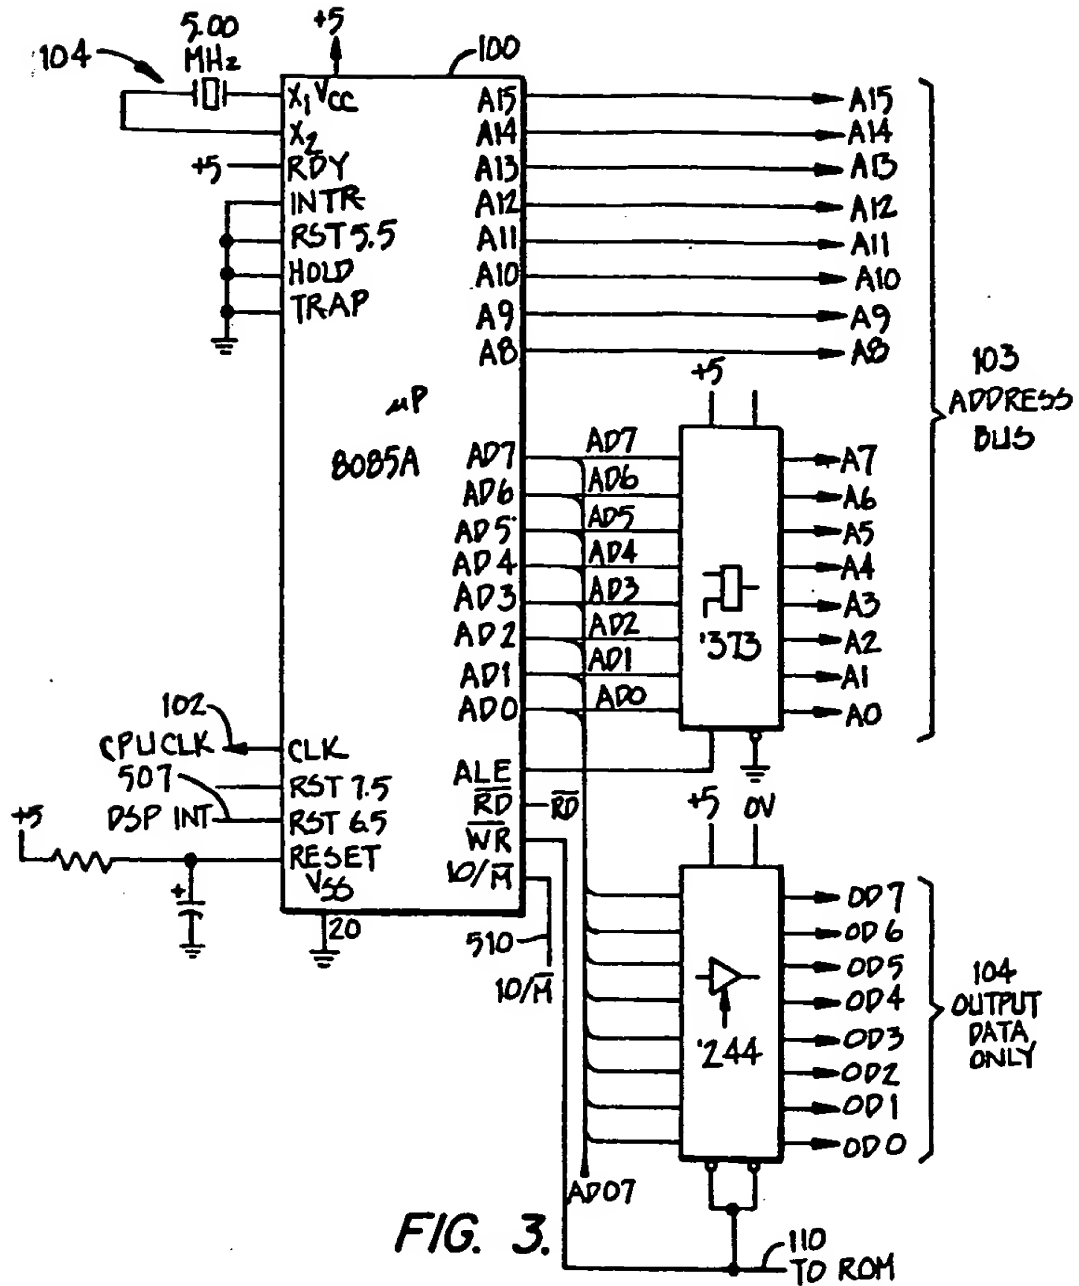 5.00
MHz
+5
104
100
X1 VCC
X2
+5 RDY
INTR
RST 5.5
HOLD
TRAP
μP
8085A
A15 A15
A14 A14
A13 A13
A12 A12
A11 A11
A10 A10
A9 A9
A8 A8
103
ADDRESS
BUS
+5
AD7 AD7 A7
AD6 AD6 A6
AD5 AD5 A5
AD4 AD4 A4
AD3 AD3 A3
AD2 AD2 A2
AD1 AD1 A1
AD0 AD0 A0
'373
102
CPU CLK CLK
507 RST 7.5
DSP INT RST 6.5
+5
RESET
VSS
20
ALE
R̅D̅ R̅D̅
W̅R̅
IO/M̅
510
IO/M̅
+5 0V
OD7
OD6
OD5
OD4
OD3
OD2
OD1
OD0
'244
104
OUTPUT
DATA
ONLY
AD07
110
TO ROM
FIG. 3.